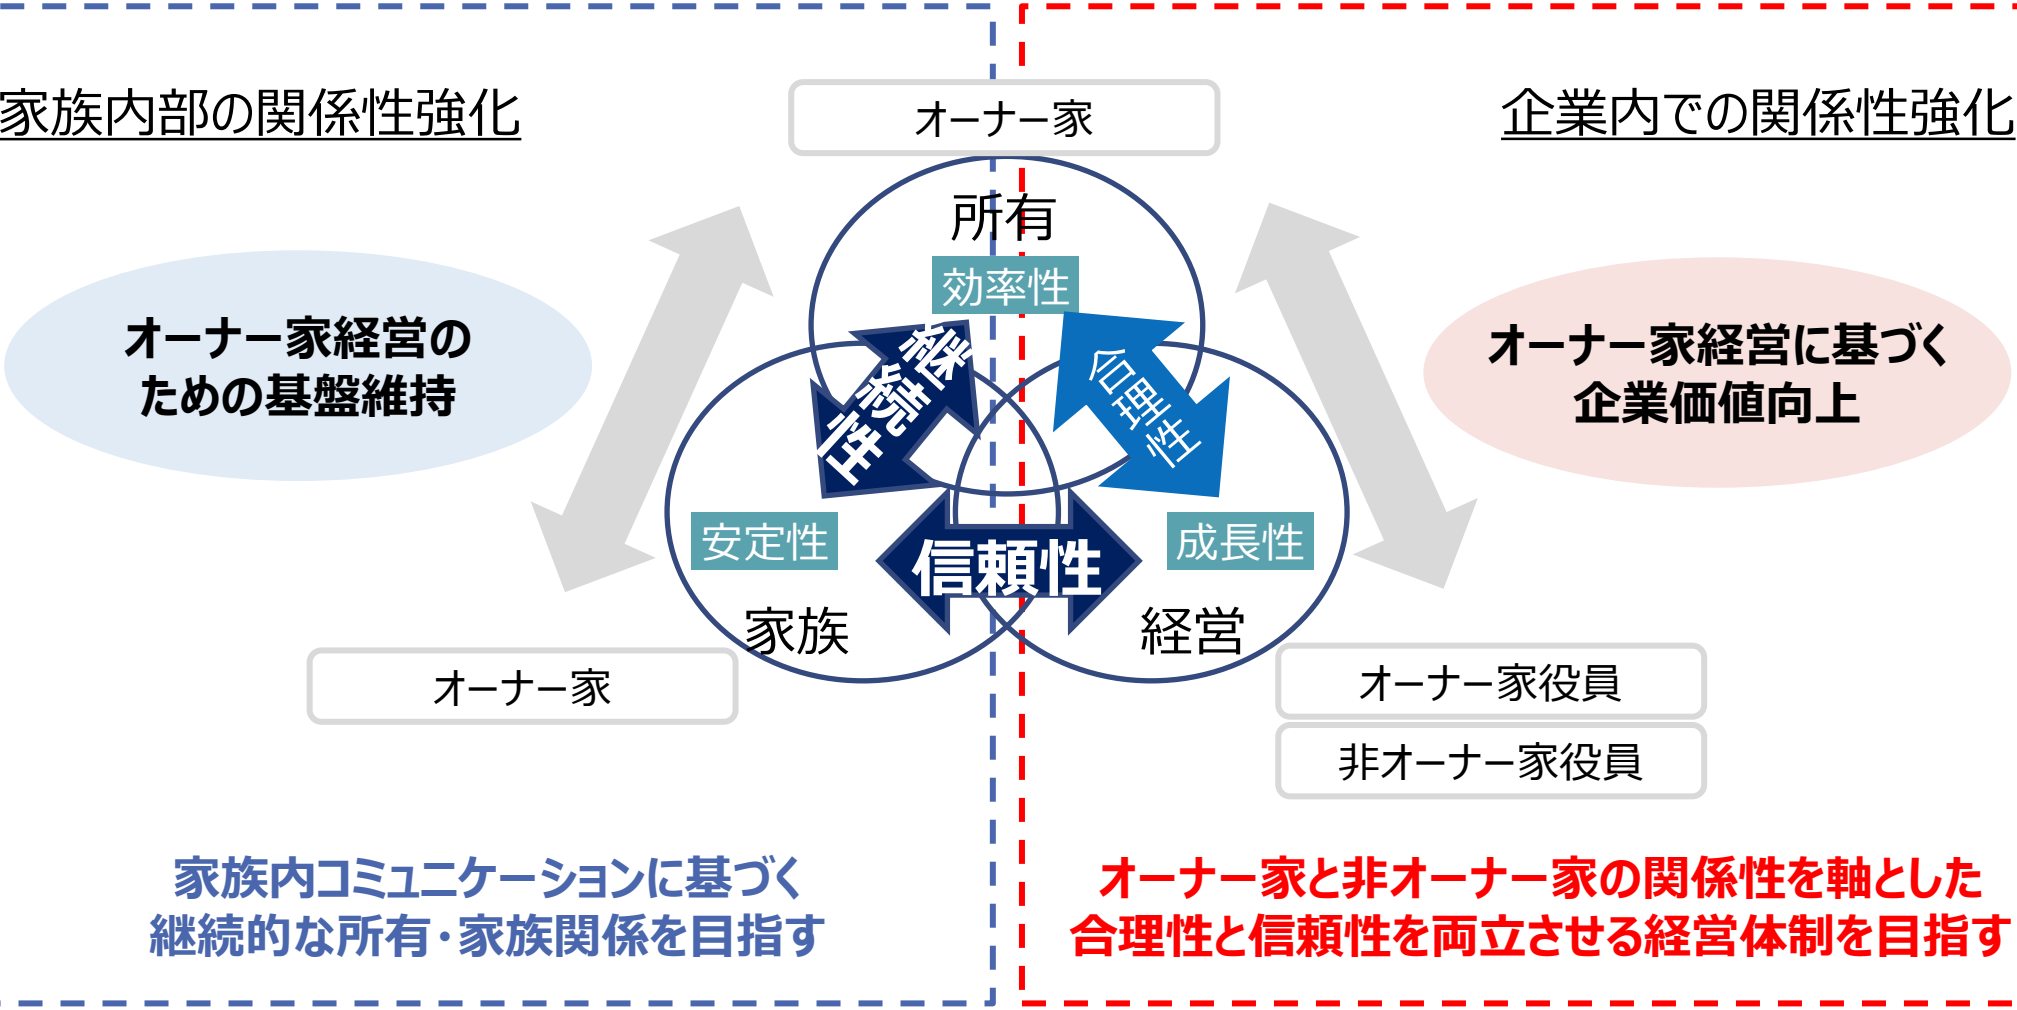 家族内部の関係性強化
企業内での関係性強化
オーナー家
所有
効率性
オーナー家経営の
ための基盤維持
継続性
合理性
オーナー家経営に基づく
企業価値向上
安定性
信頼性
成長性
家族
経営
オーナー家
オーナー家役員
非オーナー家役員
家族内コミュニケーションに基づく
継続的な所有・家族関係を目指す
オーナー家と非オーナー家の関係性を軸とした
合理性と信頼性を両立させる経営体制を目指す